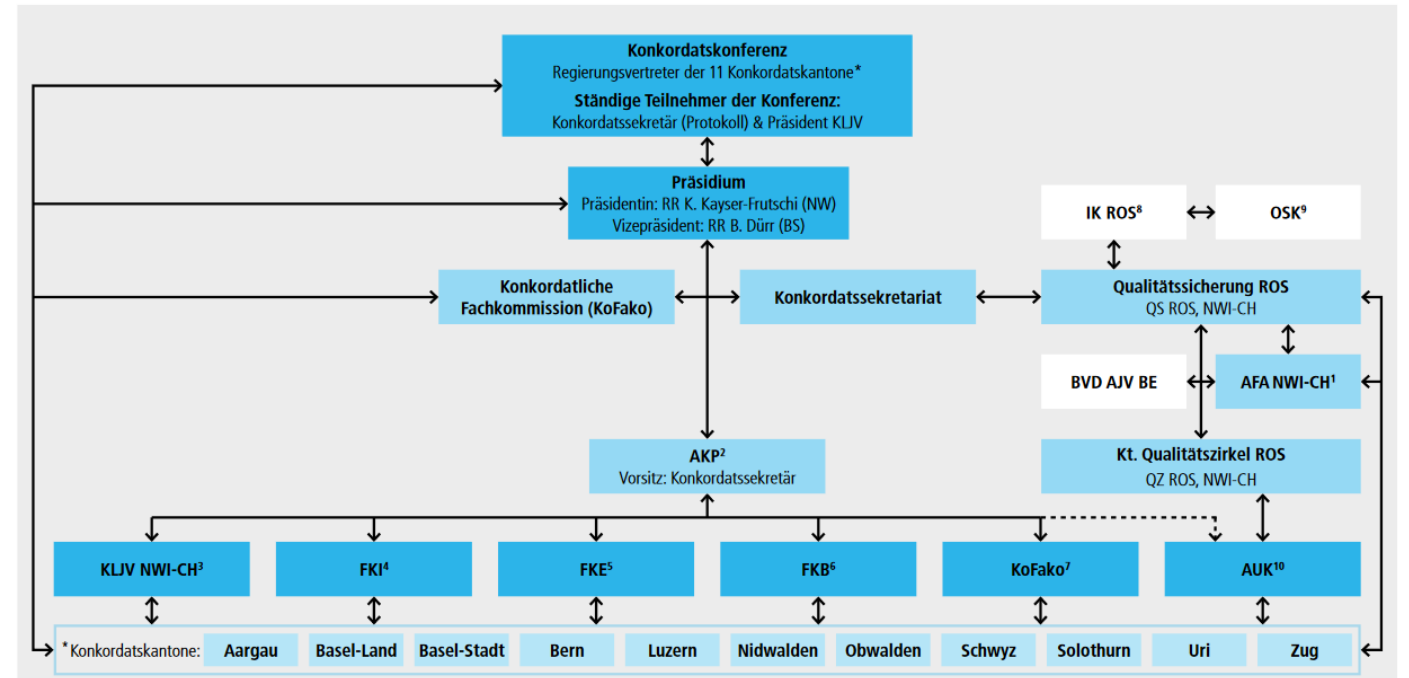 Konkordatskonferenz
Regierungsvertreter der 11 Konkordatskantone*
Ständige Teilnehmer der Konferenz:
Konkordatssekretär (Protokoll) & Präsident KLJV
Präsidium
Präsidentin: RR K. Kayser-Frutschi (NW)
Vizepräsident: RR B. Dürr (BS)
IK ROS⁸
OSK⁹
Konkordatliche
Fachkommission (KoFako)
Konkordatssekretariat
Qualitätssicherung ROS
QS ROS, NWI-CH
BVD AJV BE
AFA NWI-CH¹
AKP²
Vorsitz: Konkordatssekretär
Kt. Qualitätszirkel ROS
QZ ROS, NWI-CH
KLJV NWI-CH³
FKI⁴
FKE⁵
FKB⁶
KoFako⁷
AUK¹⁰
*Konkordatskantone:
Aargau
Basel-Land
Basel-Stadt
Bern
Luzern
Nidwalden
Obwalden
Schwyz
Solothurn
Uri
Zug